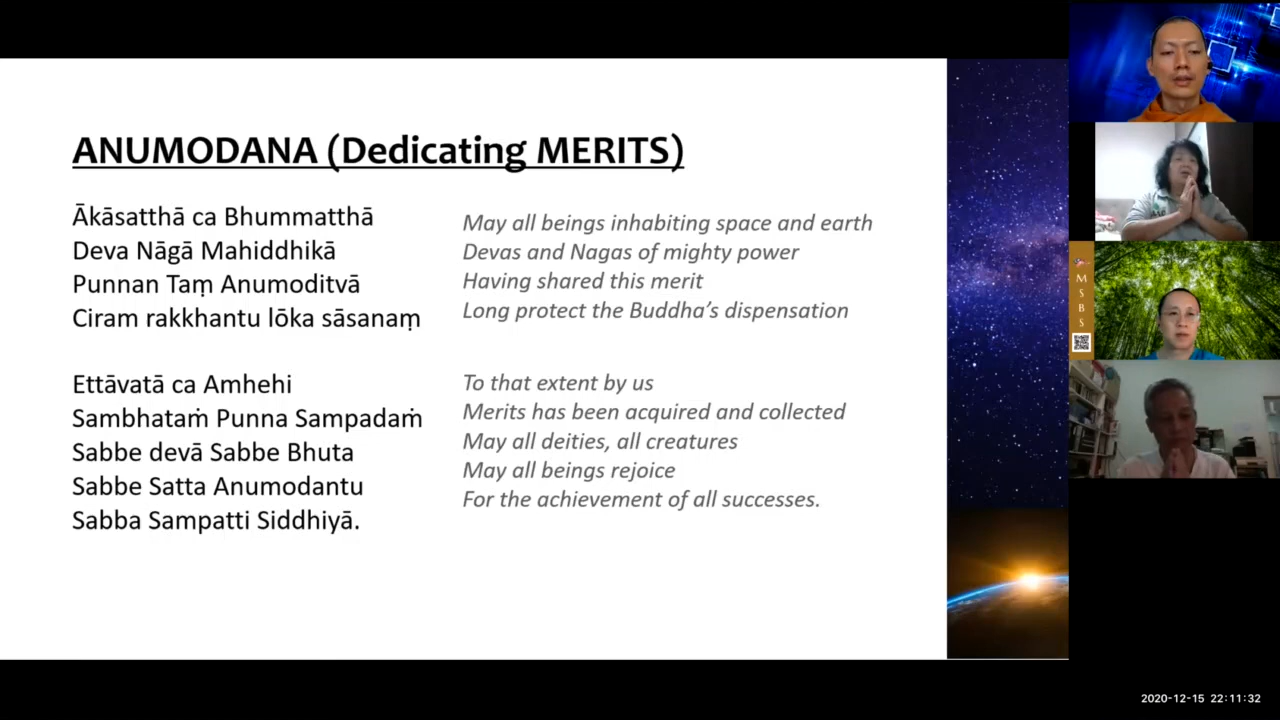 ANUMODANA (Dedicating MERITS)
Ākāsatthā ca Bhummatthā
Deva Nāgā Mahiddhikā
Punnan Taṃ Anumoditvā
Ciram rakkhantu lōka sāsanaṃ
May all beings inhabiting space and earth
Devas and Nagas of mighty power
Having shared this merit
Long protect the Buddha’s dispensation
Ettāvatā ca Amhehi
Sambhataṁ Punna Sampadaṁ
Sabbe devā Sabbe Bhuta
Sabbe Satta Anumodantu
Sabba Sampatti Siddhiyā.
To that extent by us
Merits has been acquired and collected
May all deities, all creatures
May all beings rejoice
For the achievement of all successes.
M
S
B
S
2020-12-15 22:11:32